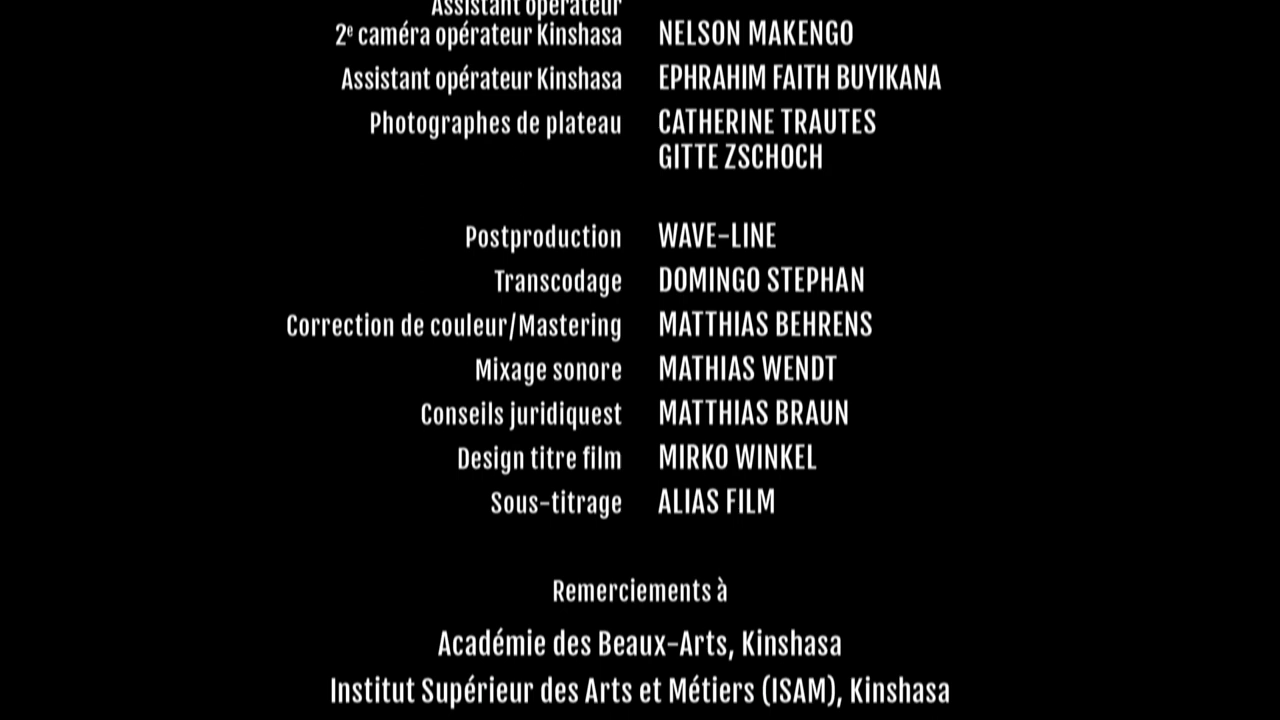 Assistant opérateur
2e caméra opérateur Kinshasa NELSON MAKENGO
Assistant opérateur Kinshasa EPHRAHIM FAITH BUYIKANA
Photographes de plateau CATHERINE TRAUTES
GITTE ZSCHOCH
Postproduction WAVE-LINE
Transcodage DOMINGO STEPHAN
Correction de couleur/Mastering MATTHIAS BEHRENS
Mixage sonore MATHIAS WENDT
Conseils juridiquest MATTHIAS BRAUN
Design titre film MIRKO WINKEL
Sous-titrage ALIAS FILM
Remerciements à
Académie des Beaux-Arts, Kinshasa
Institut Supérieur des Arts et Métiers (ISAM), Kinshasa